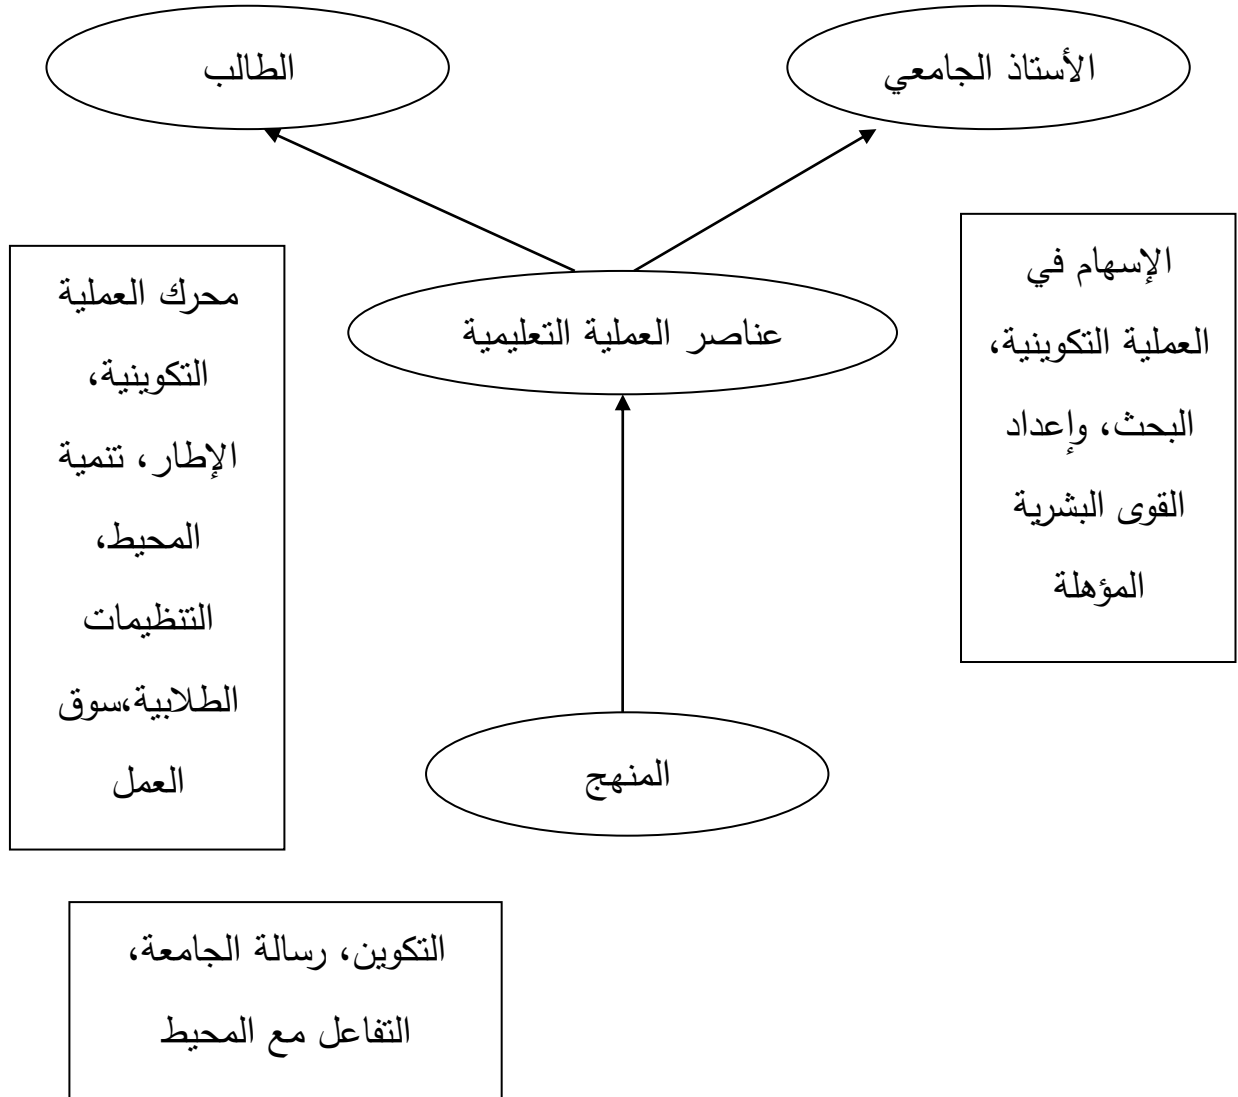 الأستاذ الجامعي
الطالب
عناصر العملية التعليمية
الإسهام في
العملية التكوينية،
البحث، وإعداد
القوى البشرية
المؤهلة
محرك العملية
التكوينية،
الإطار، تنمية
المحيط،
التنظيمات
الطلابية،سوق
العمل
المنهج
التكوين، رسالة الجامعة،
التفاعل مع المحيط